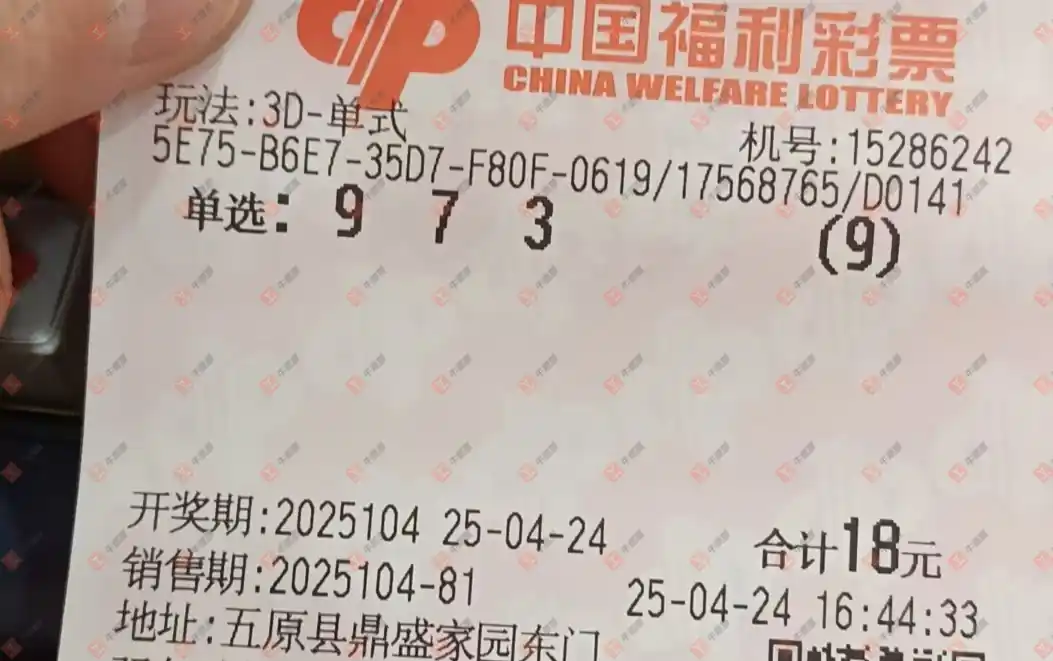 中国福利彩票
CHINA WELFARE LOTTERY
玩法:3D-单式
机号:15286242
5E75-B6E7-35D7-F80F-0619/17568765/D0141
单选: 9 7 3 (9)
开奖期:2025104 25-04-24
合计18元
销售期:2025104-81
25-04-24 16:44:33
地址:五原县鼎盛家园东门